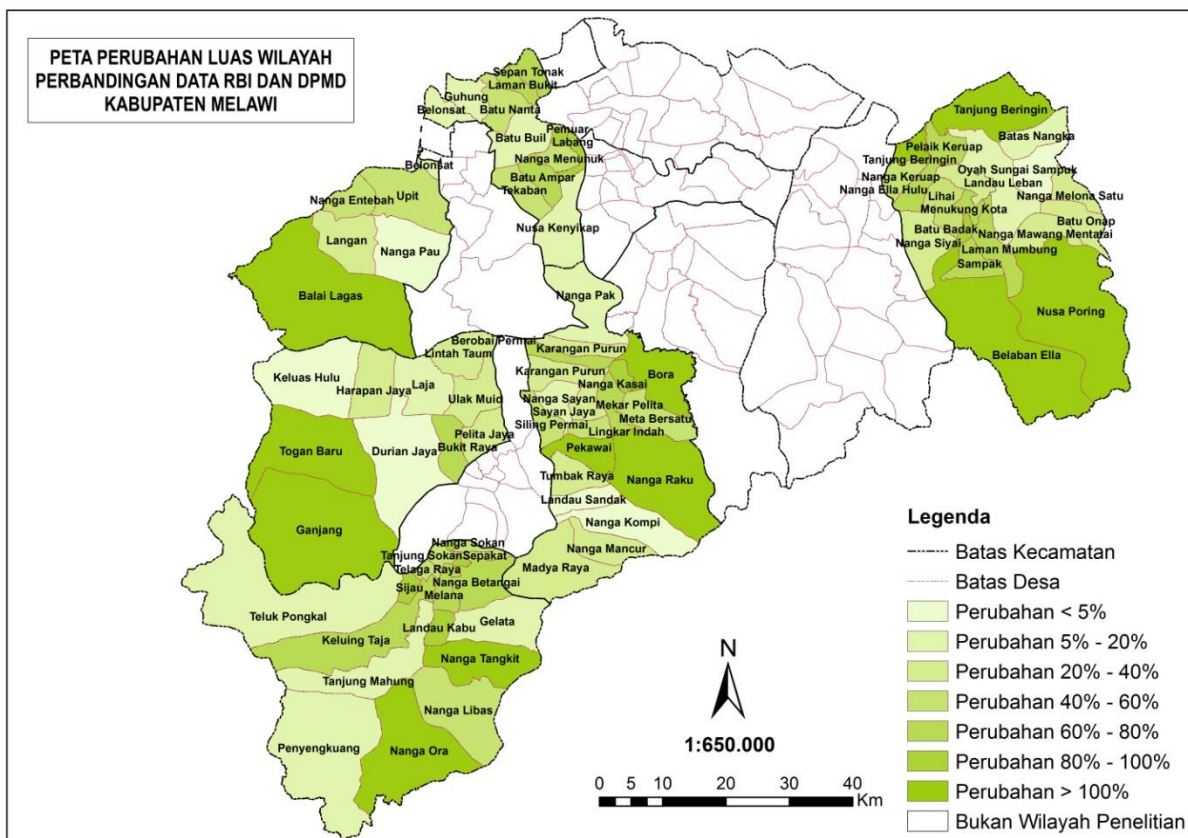 PETA PERUBAHAN LUAS WILAYAH
PERBANDINGAN DATA RBI DAN DPMD
KABUPATEN MELAWI
Sepan Tonak
Laman Bukit
Guhung
Belonsat
Batu Nanta
Batu Buil
Pemuar
Labang
Nanga Menunuk
Batu Ampar
Tekaban
Belonsat
Nanga Entebah
Upit
Langan
Nanga Pau
Nusa Kenyikap
Balai Lagas
Nanga Pak
Tanjung Beringin
Batas Nangka
Pelaik Keruap
Tanjung Beringin
Oyah Sungai Sampuk
Nanga Keruap
Landau Leban
Nanga Ella Hulu
Lihai
Nanga Melona Satu
Menukung Kota
Batu Onap
Batu Badak
Nanga Mawang Mentatai
Nanga Siyai
Laman Mumbung
Sampak
Nusa Poring
Belaban Ella
Berobai Permai
Lintah Taum
Karangan Purun
Keluas Hulu
Harapan Jaya
Laja
Karangan Purun
Bora
Nanga Kasai
Ulak Muid
Nanga Sayan
Mekar Pelita
Sayan Jaya
Meta Bersatu
Siling Permai
Lingkar Indah
Pelita Jaya
Bukit Raya
Togan Baru
Durian Jaya
Pekawai
Tumbak Raya
Nanga Raku
Landau Sandak
Nanga Kompi
Ganjang
Nanga Mancur
Madya Raya
Nanga Sokan
Tanjung Sokan
Sepakat
Telaga Raya
Sijau
Nanga Betangai
Melana
Teluk Pongkal
Landau Kabu
Gelata
Keluing Taja
Nanga Tangkit
Tanjung Mahung
Nanga Libas
Penyengkuang
Nanga Ora
N
1:650.000
0 5 10 20 30 40
Km
Legenda
Batas Kecamatan
Batas Desa
Perubahan < 5%
Perubahan 5% - 20%
Perubahan 20% - 40%
Perubahan 40% - 60%
Perubahan 60% - 80%
Perubahan 80% - 100%
Perubahan > 100%
Bukan Wilayah Penelitian